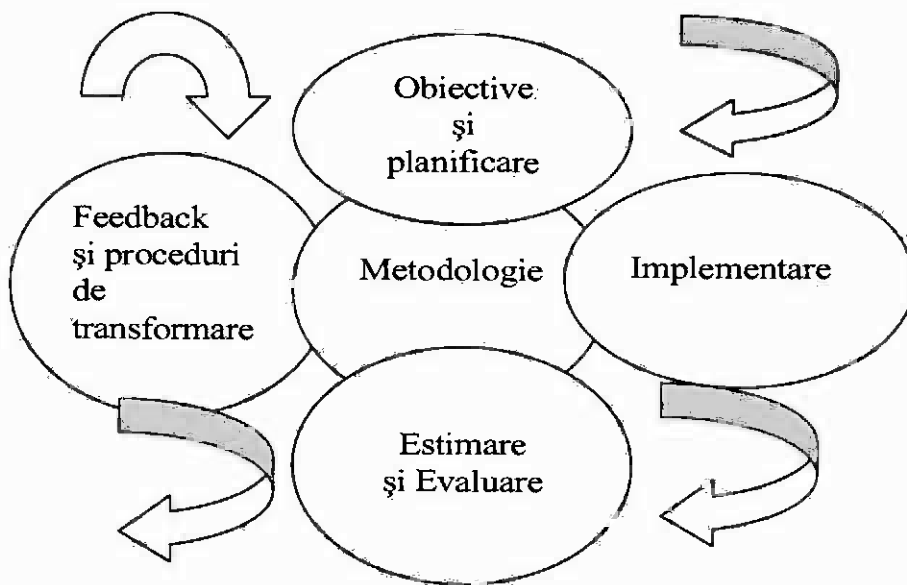 Obiective
şi
planificare
Feedback
şi proceduri
de
transformare
Metodologie
Implementare
Estimare
şi Evaluare